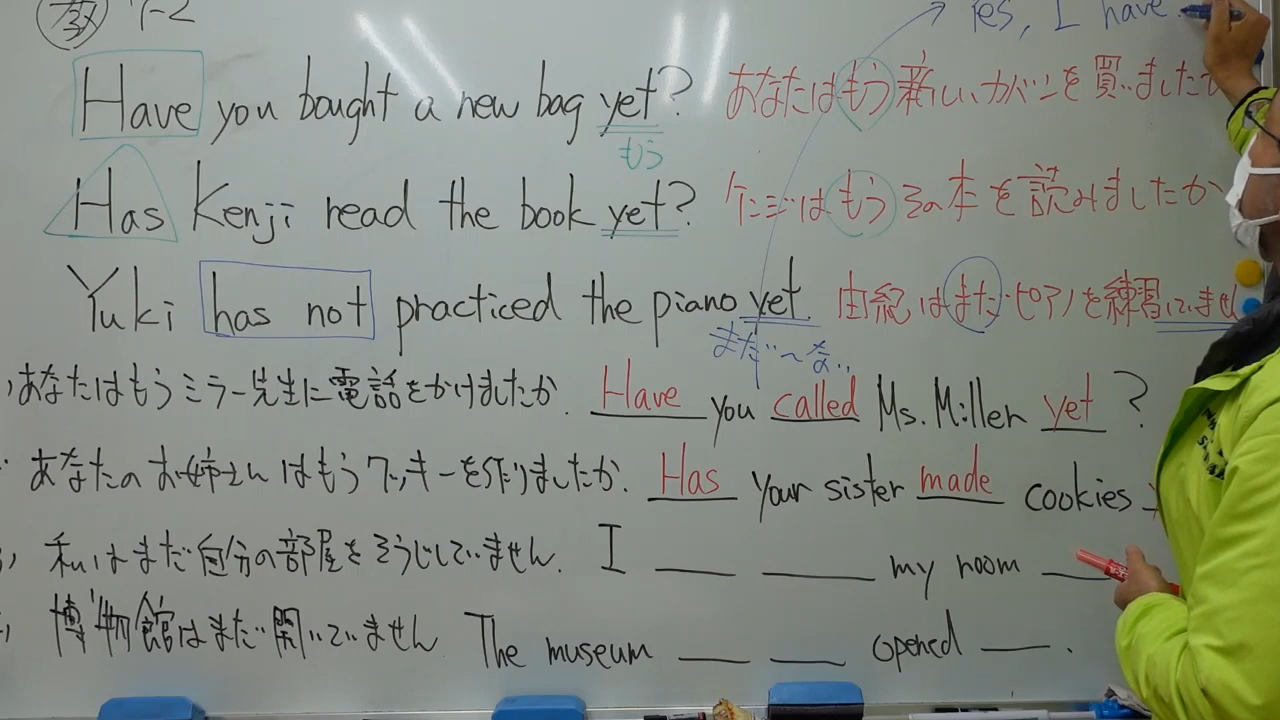 教 7-2
Yes, I have.
Have you bought a new bag yet? あなたはもう新しいカバンを買いました
もう
Has Kenji read the book yet? ケンジはもうその本を読みましたか
Yuki has not practiced the piano yet. 由紀はまだピアノを練習していませ
まだ〜な..
) あなたはもうミラー先生に電話をかけましたか. Have you called Ms. Miller yet ?
あなたのお姉さんはもうクッキーを作りましたか. Has your sister made cookies
) 私はまだ自分の部屋をそうじしていません. I ___ ___ my room ___
) 博物館はまだ開いていません The museum ___ ___ opened ___.